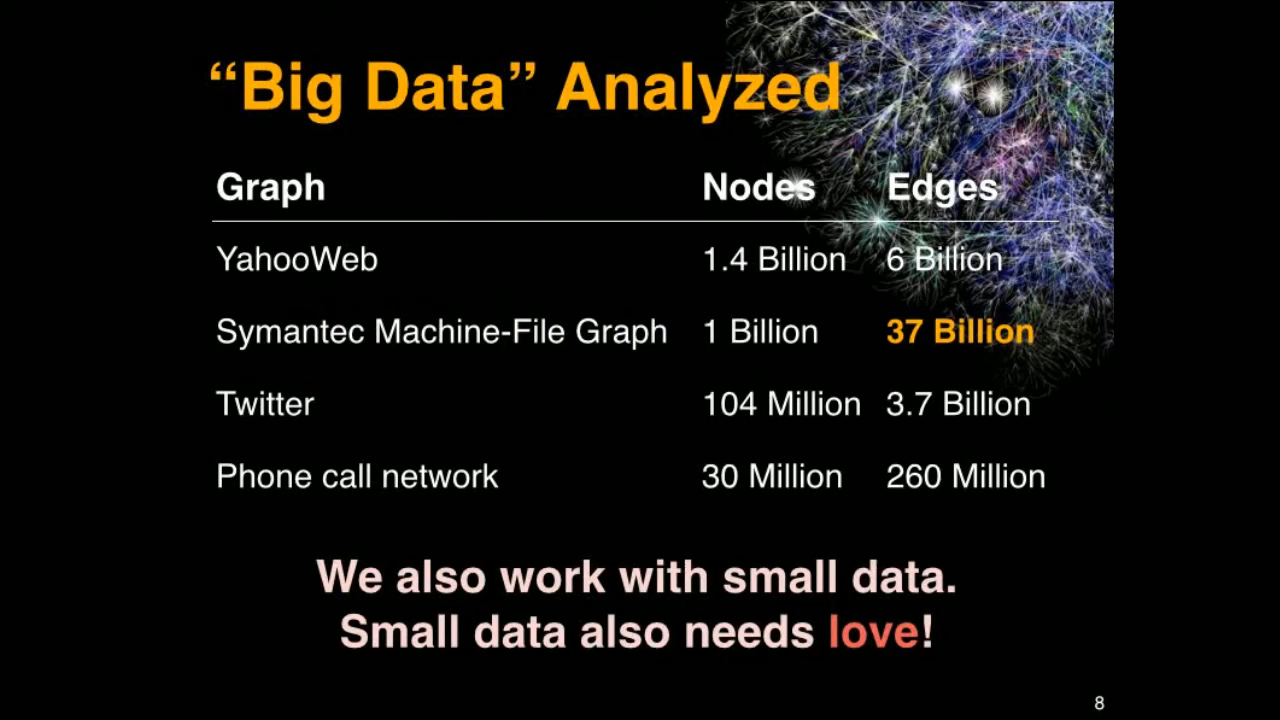 “Big Data” Analyzed
Graph Nodes Edges
YahooWeb 1.4 Billion 6 Billion
Symantec Machine-File Graph 1 Billion 37 Billion
Twitter 104 Million 3.7 Billion
Phone call network 30 Million 260 Million
We also work with small data.
Small data also needs love!
8